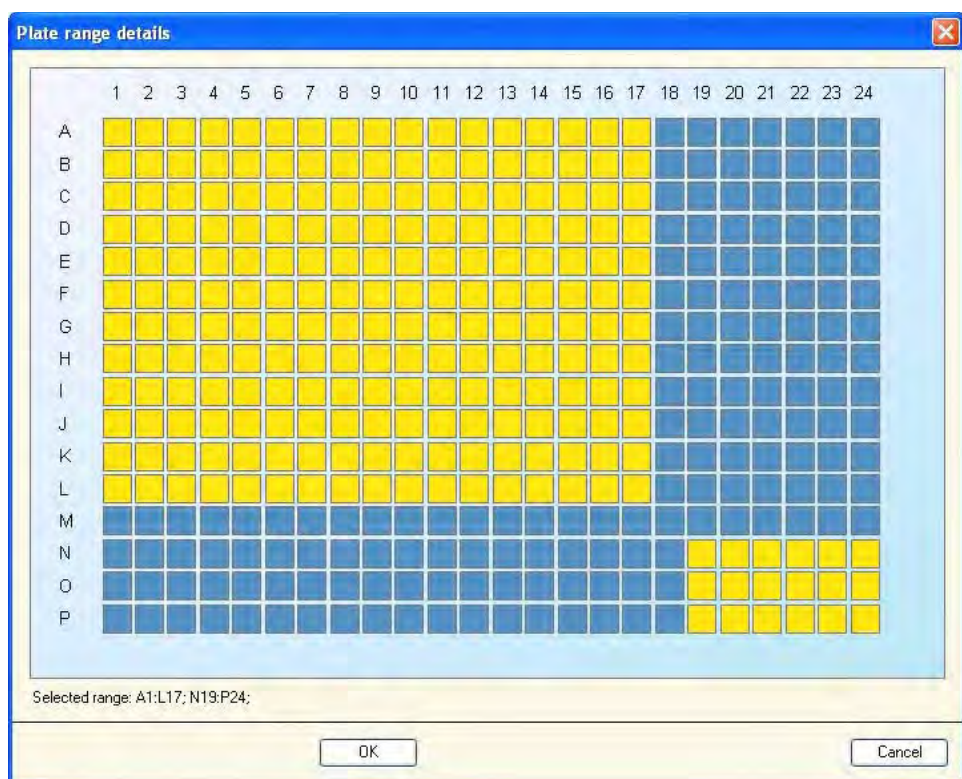 Plate range details
1 2 3 4 5 6 7 8 9 10 11 12 13 14 15 16 17 18 19 20 21 22 23 24
A
B
C
D
E
F
G
H
I
J
K
L
M
N
O
P
Selected range: A1:L17; N19:P24;
OK Cancel